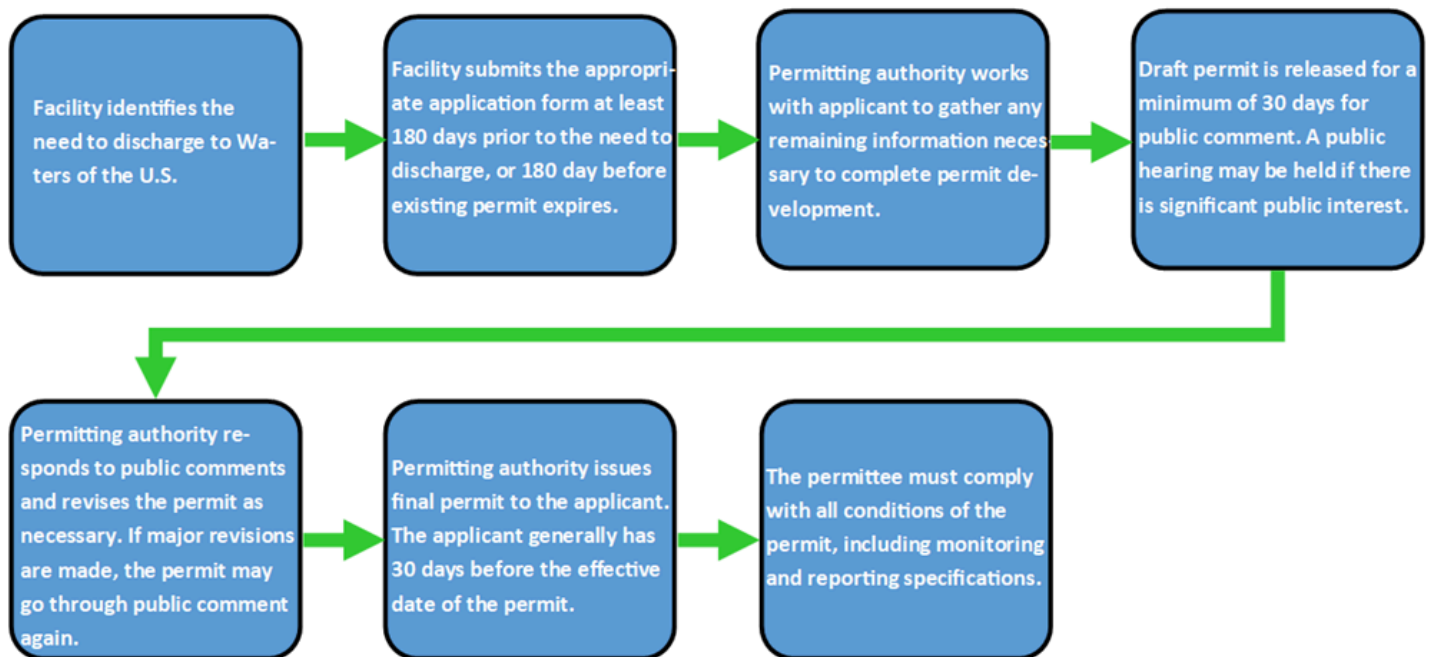 Facility identifies the
need to discharge to Wa-
ters of the U.S.
Facility submits the appropri-
ate application form at least
180 days prior to the need to
discharge, or 180 day before
existing permit expires.
Permitting authority works
with applicant to gather any
remaining information neces-
sary to complete permit de-
velopment.
Draft permit is released for a
minimum of 30 days for
public comment. A public
hearing may be held if there
is significant public interest.
Permitting authority re-
sponds to public comments
and revises the permit as
necessary. If major revisions
are made, the permit may
go through public comment
again.
Permitting authority issues
final permit to the applicant.
The applicant generally has
30 days before the effective
date of the permit.
The permittee must comply
with all conditions of the
permit, including monitoring
and reporting specifications.